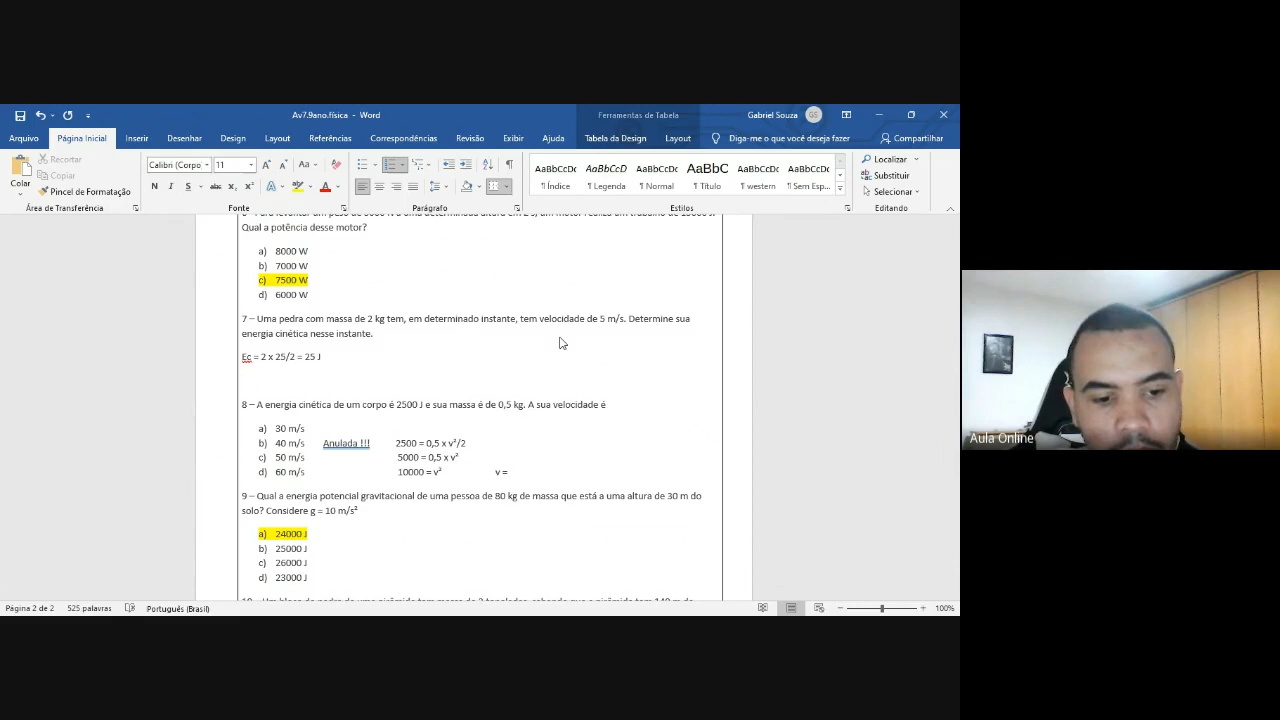 Av7.9ano.física - Word
Ferramentas de Tabela
Gabriel Souza
GS
Arquivo
Página Inicial
Inserir
Desenhar
Design
Layout
Referências
Correspondências
Revisão
Exibir
Ajuda
Tabela da Design
Layout
Diga-me o que você deseja fazer
Compartilhar
Colar
Recortar
Copiar
Pincel de Formatação
Área de Transferência
Calibri (Corpo
11
Fonte
Parágrafo
AaBbCcDc
¶ Índice
AaBbCcDc
¶ Legenda
AaBbCcDc
¶ Normal
AaBbC
¶ Título
AaBbCcDc
¶ western
AaBbCcDc
¶ Sem Esp...
Estilos
Localizar
Substituir
Selecionar
Editando
Qual a potência desse motor?
a) 8000 W
b) 7000 W
c) 7500 W
d) 6000 W
7 – Uma pedra com massa de 2 kg tem, em determinado instante, tem velocidade de 5 m/s. Determine sua
energia cinética nesse instante.
Ec = 2 x 25/2 = 25 J
8 – A energia cinética de um corpo é 2500 J e sua massa é de 0,5 kg. A sua velocidade é
a) 30 m/s
b) 40 m/s Anulada !!! 2500 = 0,5 x v²/2
c) 50 m/s 5000 = 0,5 x v²
d) 60 m/s 10000 = v² v =
9 – Qual a energia potencial gravitacional de uma pessoa de 80 kg de massa que está a uma altura de 30 m do
solo? Considere g = 10 m/s²
a) 24000 J
b) 25000 J
c) 26000 J
d) 23000 J
Página 2 de 2
525 palavras
Português (Brasil)
100%
Aula Online